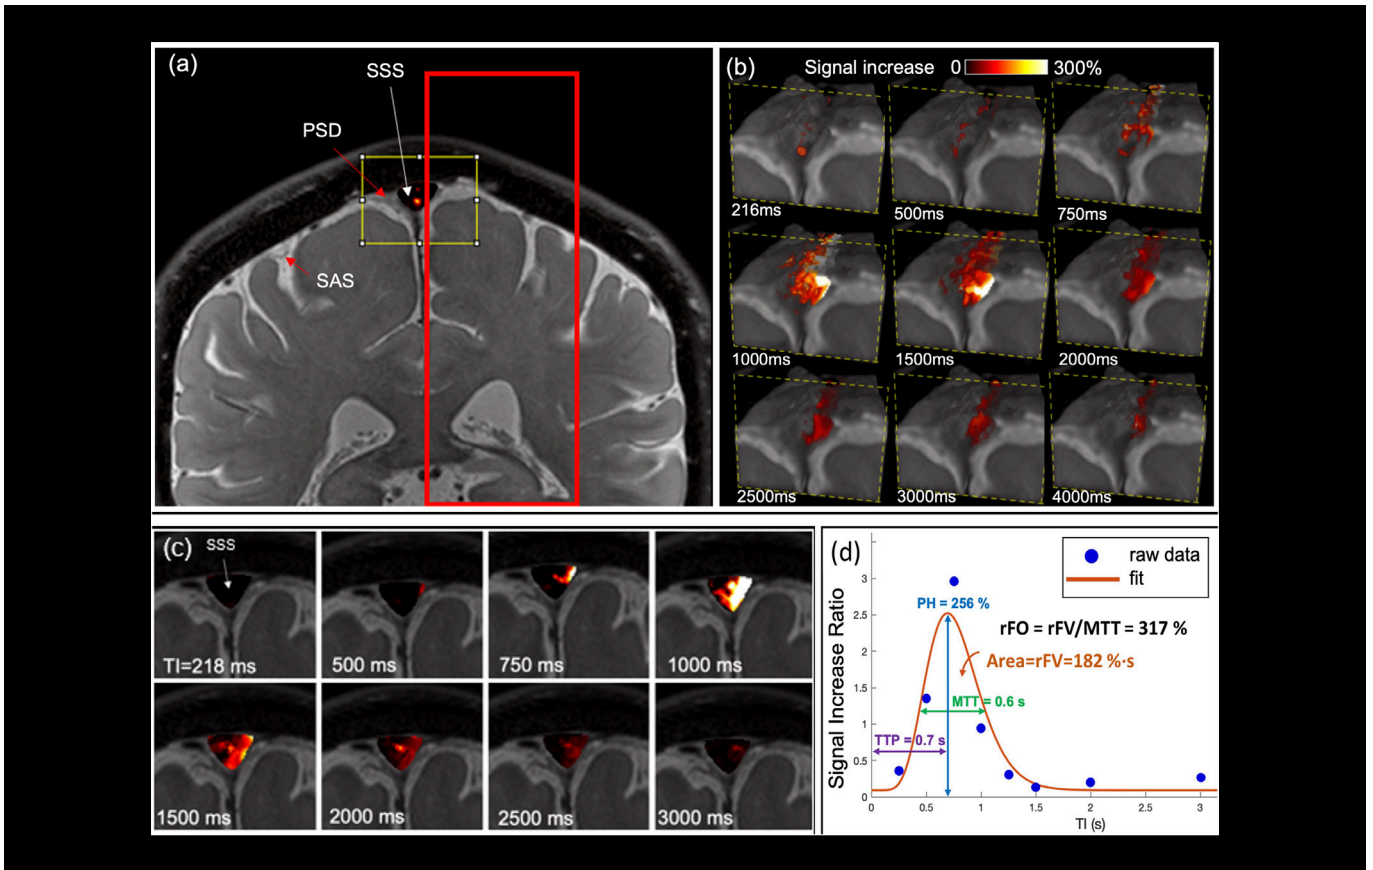 (a)
SSS
PSD
SAS
(b)
Signal increase 0 300%
216ms
500ms
750ms
1000ms
1500ms
2000ms
2500ms
3000ms
4000ms
(c)
SSS
TI=218 ms
500 ms
750 ms
1000 ms
1500 ms
2000 ms
2500 ms
3000 ms
(d)
raw data
fit
PH = 256 %
rFO = rFV/MTT = 317 %
Area=rFV=182 %·s
MTT = 0.6 s
TTP = 0.7 s
Signal Increase Ratio
3
2.5
2
1.5
1
0.5
0
0 0.5 1 1.5 2 2.5 3
TI (s)